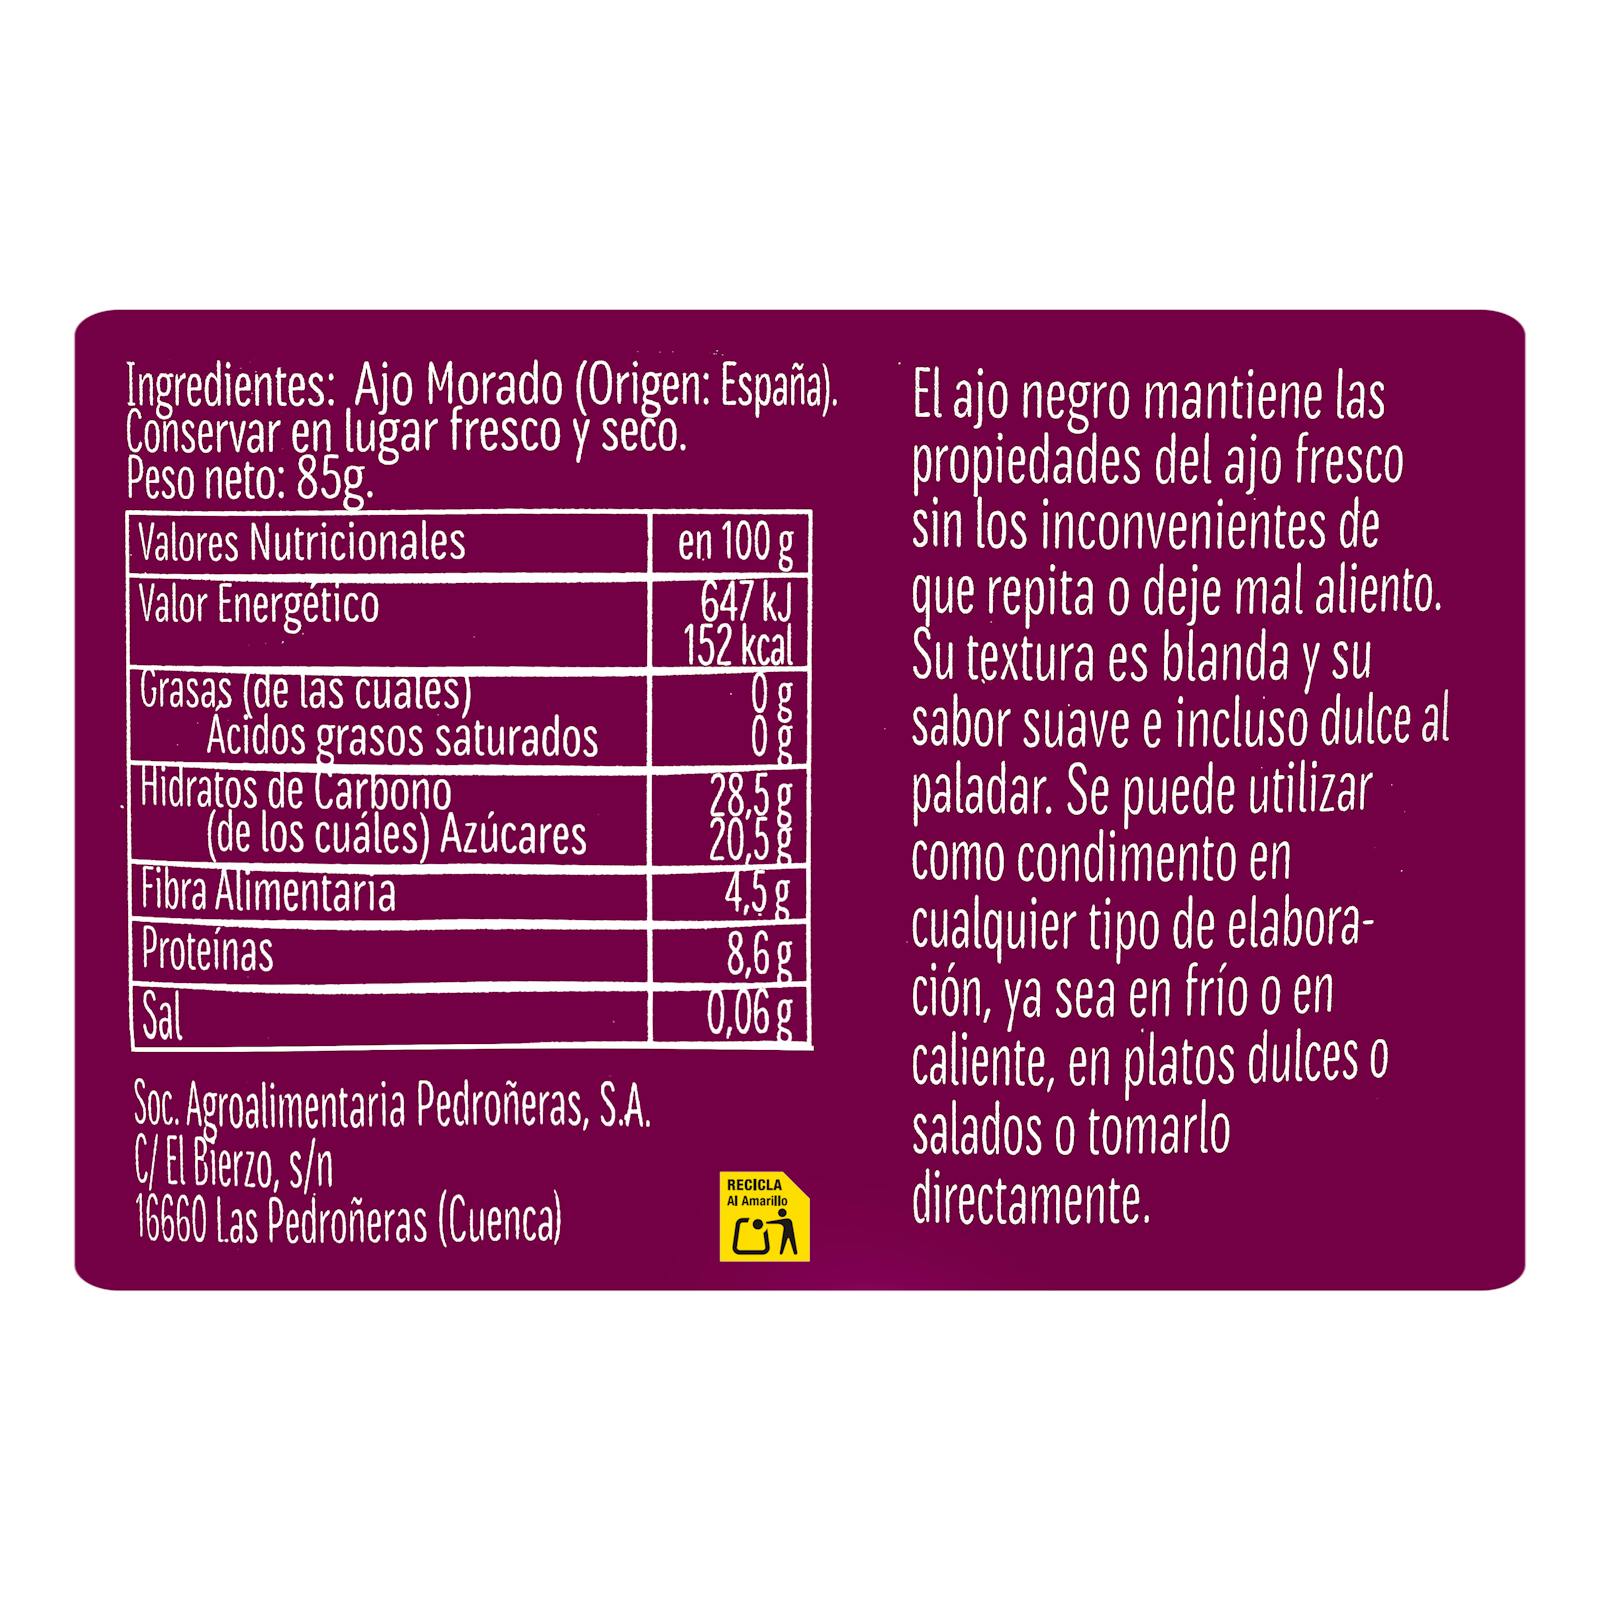 Ingredientes: Ajo Morado (Origen: España).
Conservar en lugar fresco y seco.
Peso neto: 85g.
Valores Nutricionales en 100 g
Valor Energético 647 kJ
152 kcal
Grasas (de las cuales) 0 g
Ácidos grasos saturados 0 g
Hidratos de Carbono 28,5 g
(de los cuáles) Azúcares 20,5 g
Fibra Alimentaria 4,5 g
Proteínas 8,6 g
Sal 0,06 g
Soc. Agroalimentaria Pedroñeras, S.A.
C/ El Bierzo, s/n
16660 Las Pedroñeras (Cuenca)
RECICLA
Al Amarillo
El ajo negro mantiene las
propiedades del ajo fresco
sin los inconvenientes de
que repita o deje mal aliento.
Su textura es blanda y su
sabor suave e incluso dulce al
paladar. Se puede utilizar
como condimento en
cualquier tipo de elabora-
ción, ya sea en frío o en
caliente, en platos dulces o
salados o tomarlo
directamente.